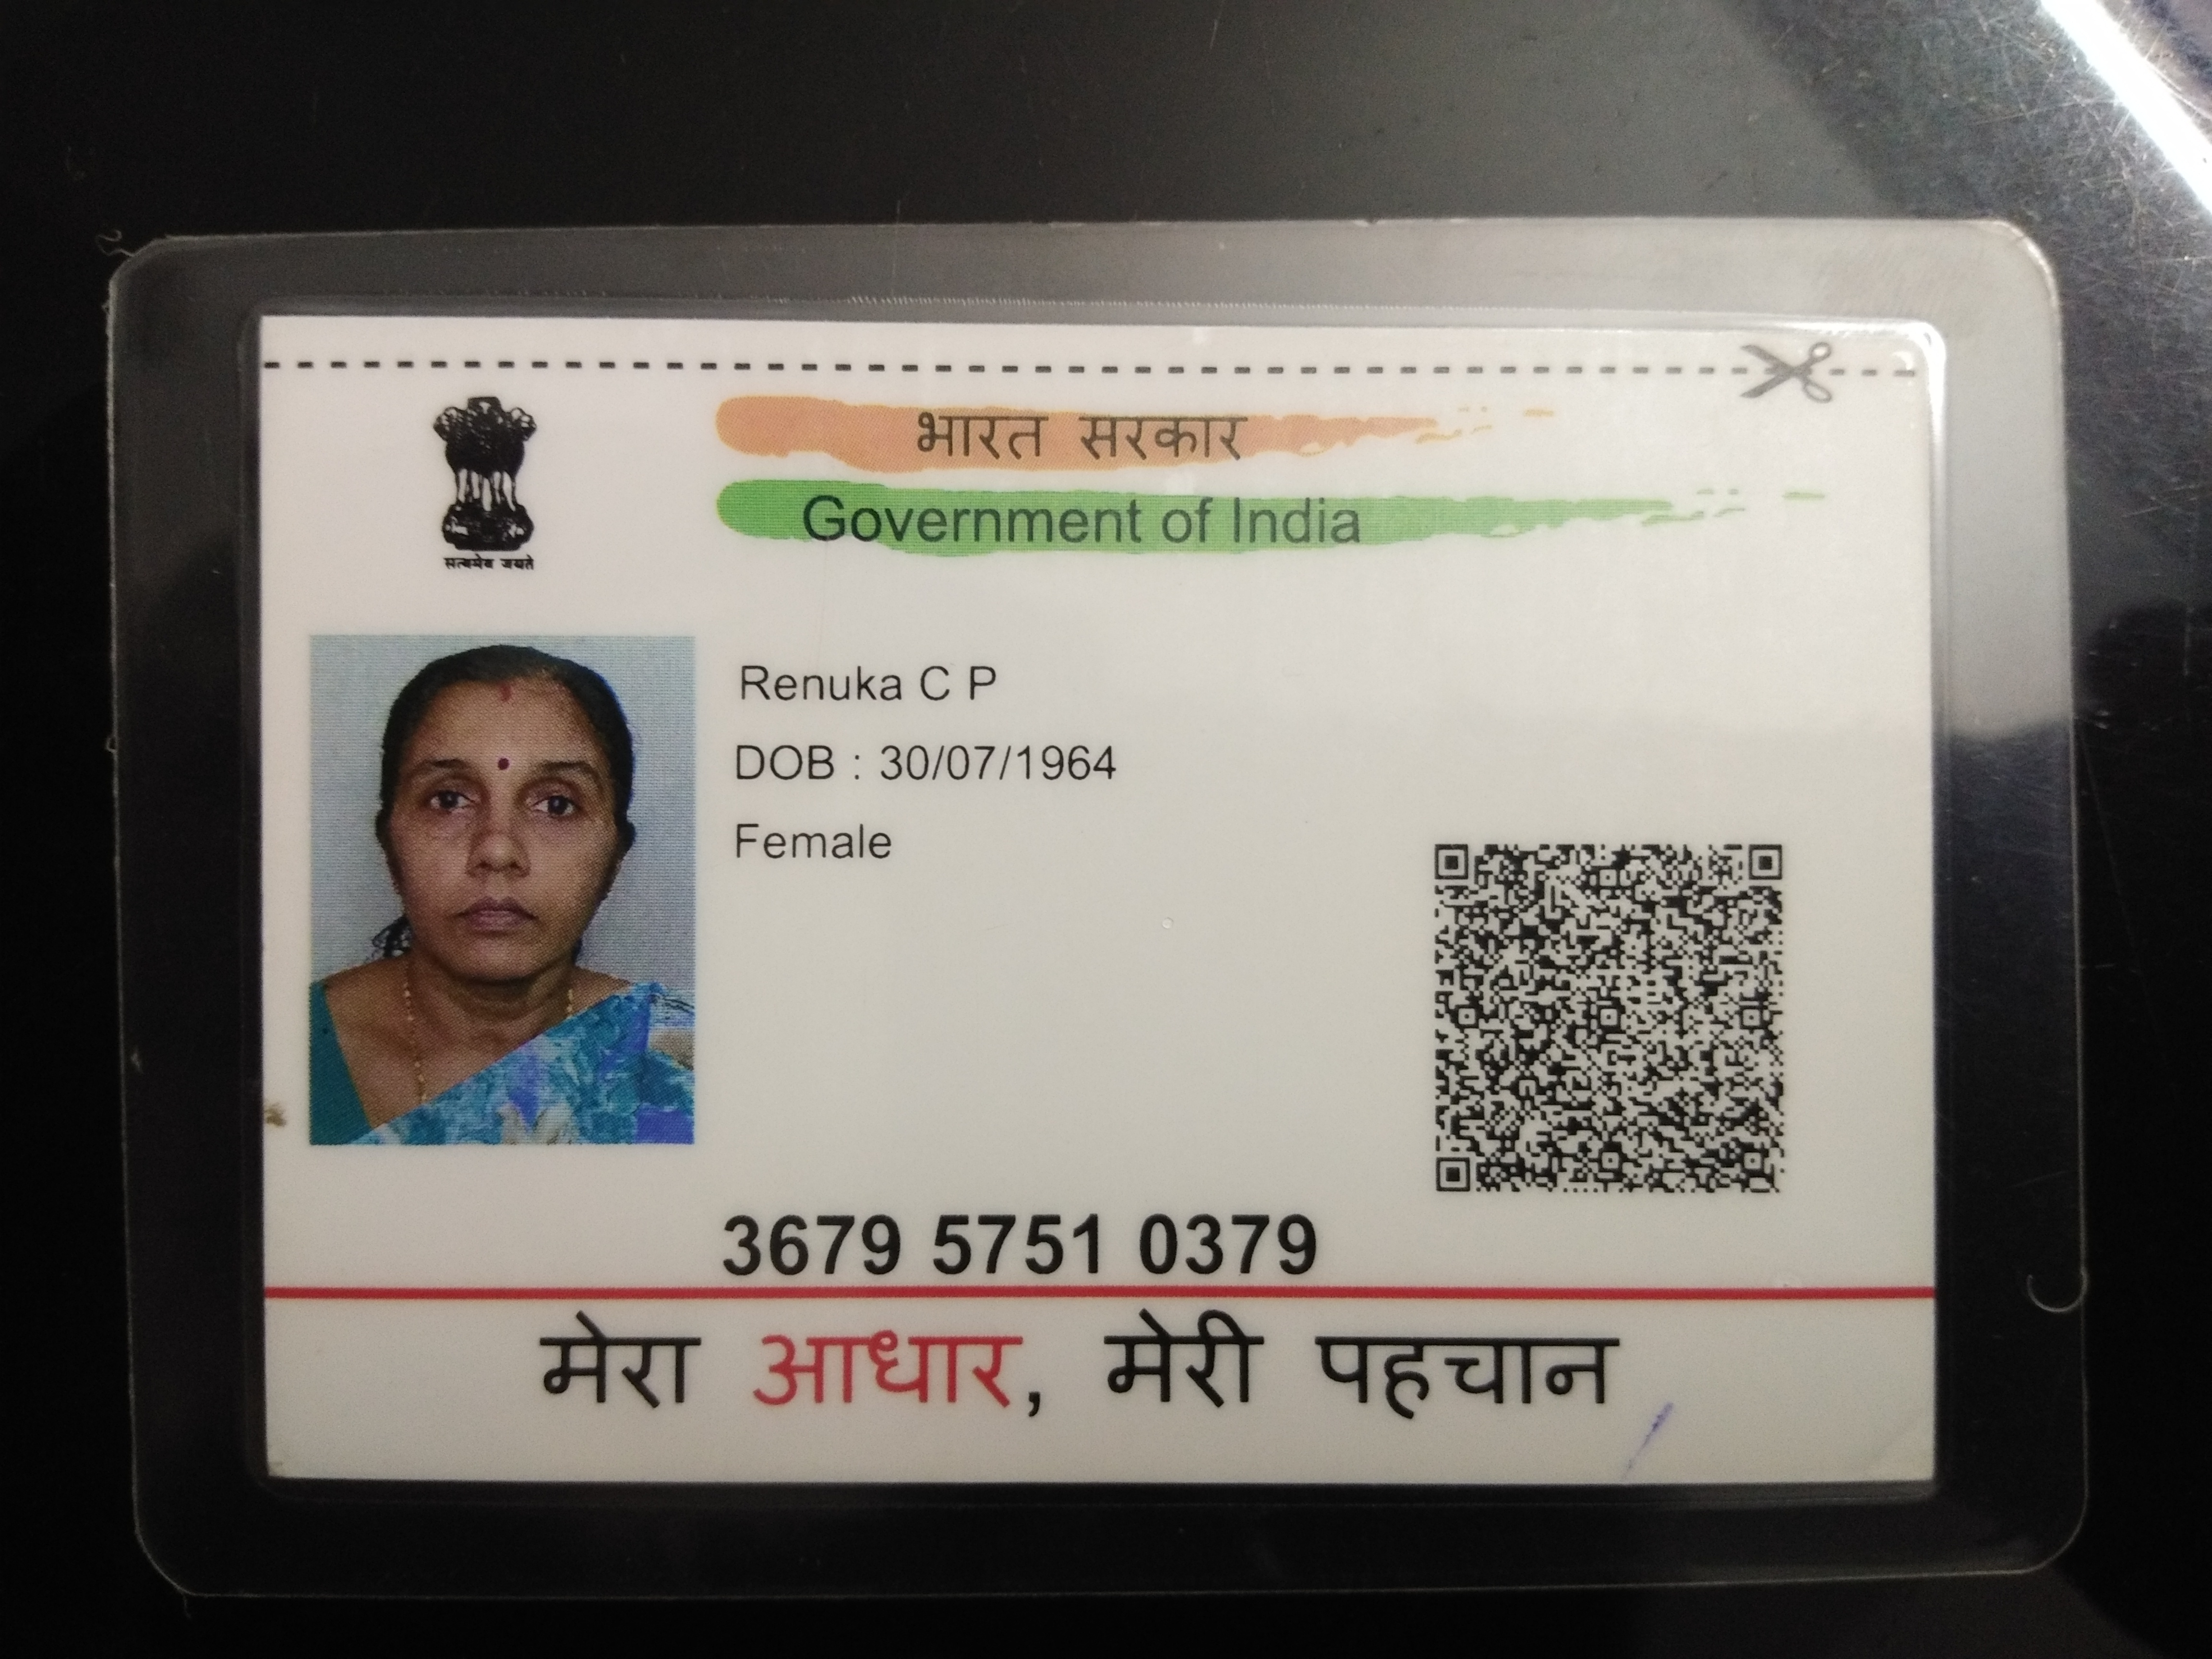 भारत सरकार
Government of India
सत्यमेव जयते
Renuka C P
DOB : 30/07/1964
Female
3679 5751 0379
मेरा आधार, मेरी पहचान